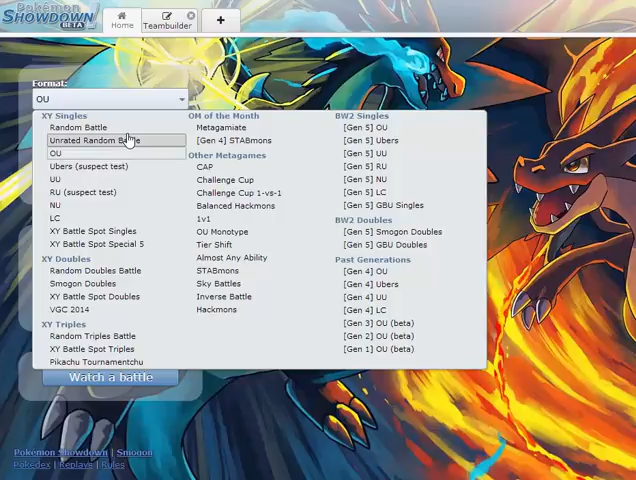 Pokémon
SHOWDOWN
BETA
Home
Teambuilder
Format:
OU
XY Singles
Random Battle
Unrated Random Battle
OU
Ubers (suspect test)
UU
RU (suspect test)
NU
LC
XY Battle Spot Singles
XY Battle Spot Special 5
XY Doubles
Random Doubles Battle
Smogon Doubles
XY Battle Spot Doubles
VGC 2014
XY Triples
Random Triples Battle
XY Battle Spot Triples
Pikachu Tournamentchu
OM of the Month
Metagamiate
[Gen 4] STABmons
Other Metagames
CAP
Challenge Cup
Challenge Cup 1-vs-1
Balanced Hackmons
1v1
OU Monotype
Tier Shift
Almost Any Ability
STABmons
Sky Battles
Inverse Battle
Hackmons
BW2 Singles
[Gen 5] OU
[Gen 5] Ubers
[Gen 5] UU
[Gen 5] RU
[Gen 5] NU
[Gen 5] LC
[Gen 5] GBU Singles
BW2 Doubles
[Gen 5] Smogon Doubles
[Gen 5] GBU Doubles
Past Generations
[Gen 4] OU
[Gen 4] Ubers
[Gen 4] UU
[Gen 4] LC
[Gen 3] OU (beta)
[Gen 2] OU (beta)
[Gen 1] OU (beta)
Watch a battle
Pokémon Showdown | Smogon
Pokédex | Replays | Rules